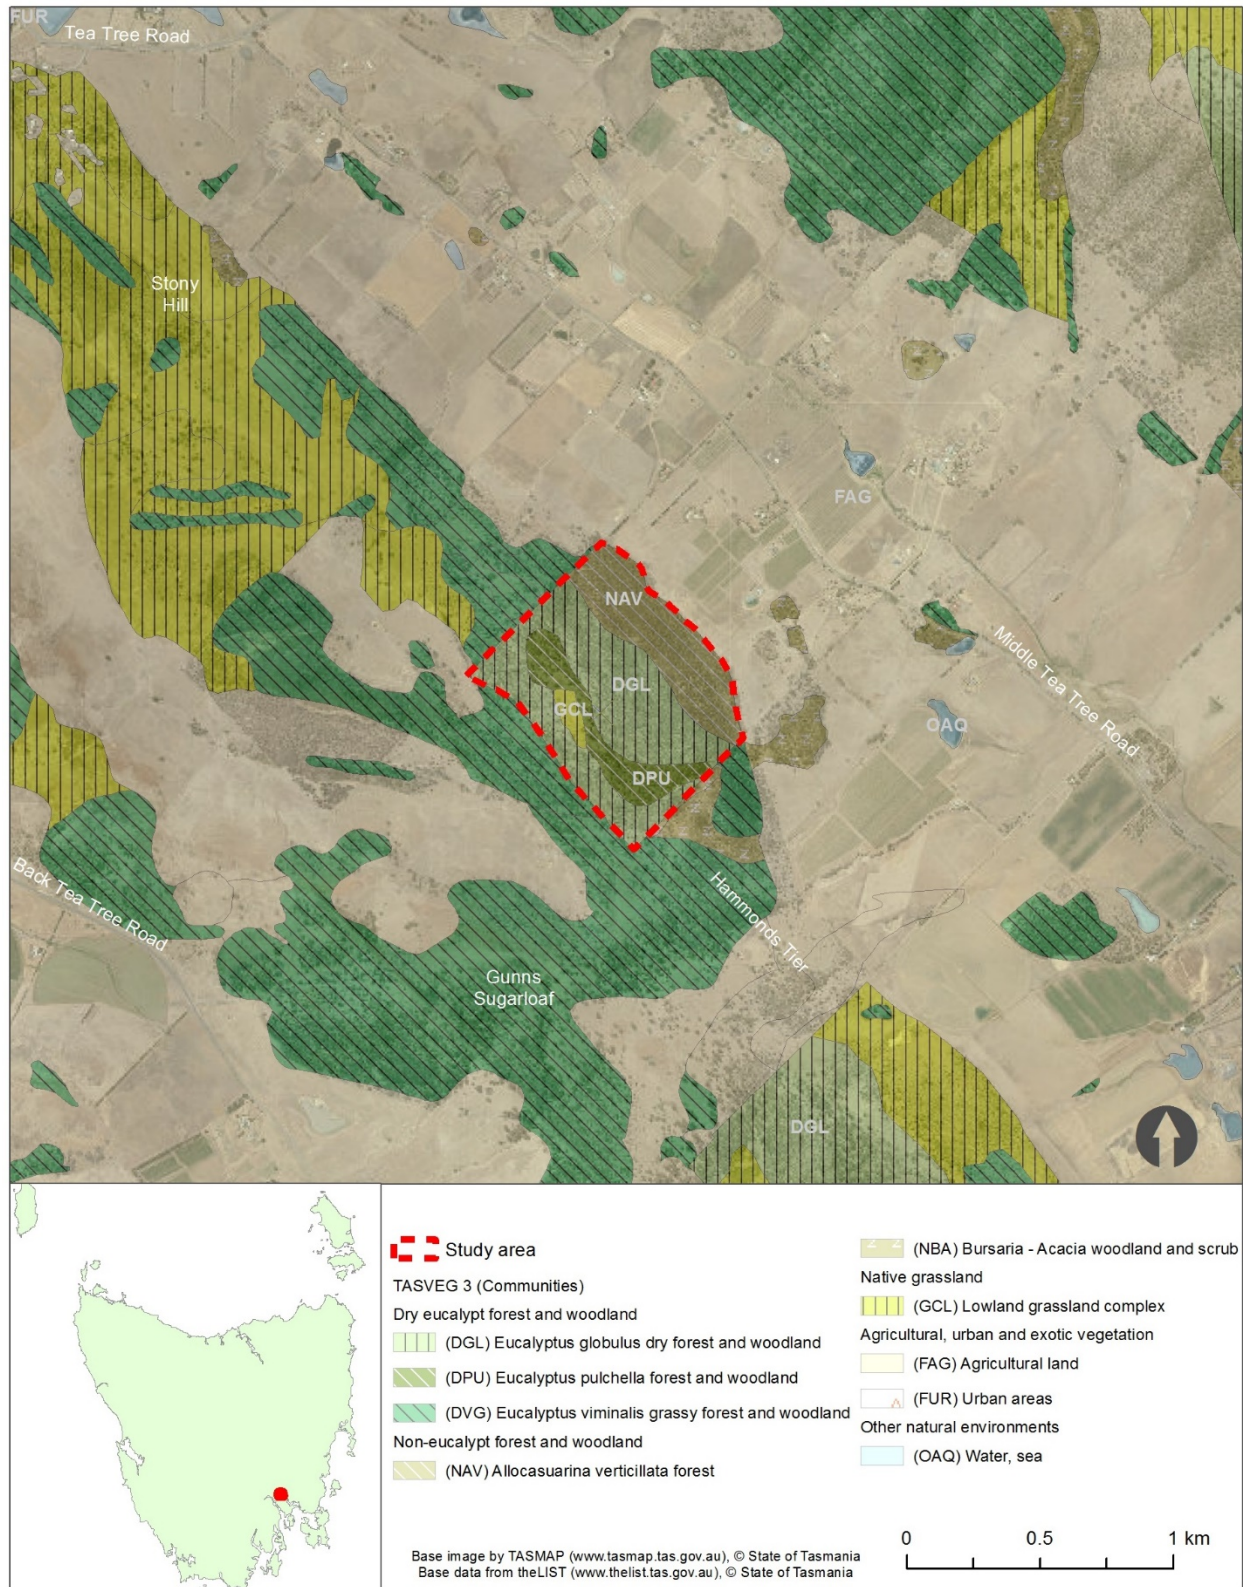 FUR
Tea Tree Road
Stony
Hill
FAG
NAV
DGL
GCL
DPU
Middle Tea Tree Road
OAQ
Back Tea Tree Road
Hammonds Tier
Gunns
Sugarloaf
DGL
Study area
TASVEG 3 (Communities)
Dry eucalypt forest and woodland
(DGL) Eucalyptus globulus dry forest and woodland
(DPU) Eucalyptus pulchella forest and woodland
(DVG) Eucalyptus viminalis grassy forest and woodland
Non-eucalypt forest and woodland
(NAV) Allocasuarina verticillata forest
(NBA) Bursaria - Acacia woodland and scrub
Native grassland
(GCL) Lowland grassland complex
Agricultural, urban and exotic vegetation
(FAG) Agricultural land
(FUR) Urban areas
Other natural environments
(OAQ) Water, sea
0 0.5 1 km
Base image by TASMAP (www.tasmap.tas.gov.au), © State of Tasmania
Base data from theLIST (www.thelist.tas.gov.au), © State of Tasmania